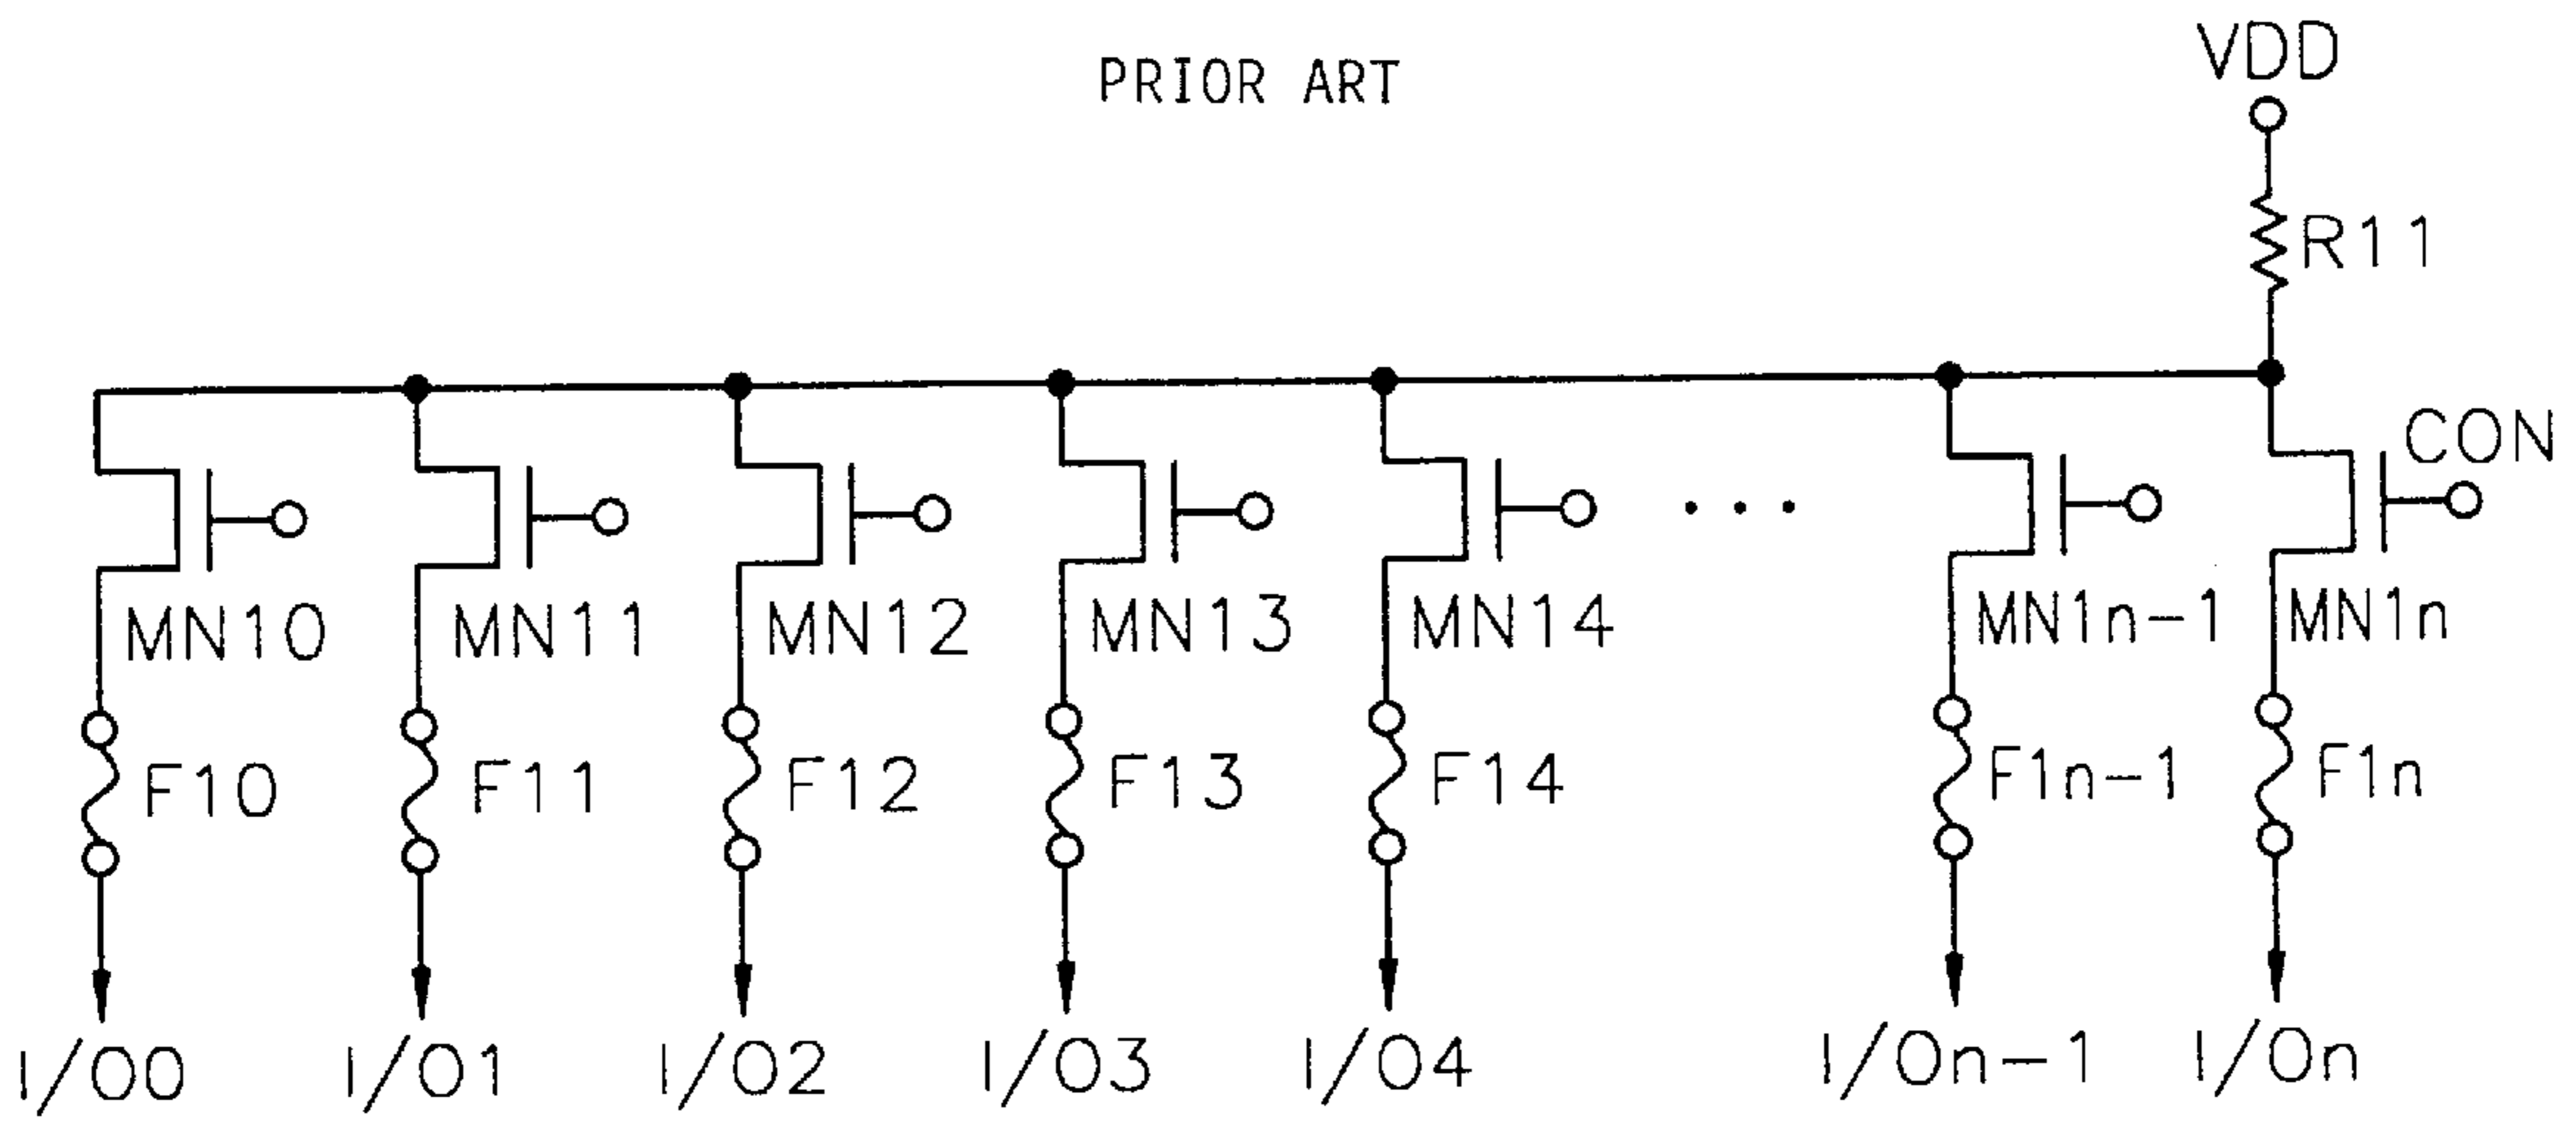 PRIOR ART
VDD
R11
CON
MN10 MN11 MN12 MN13 MN14 MN1n-1 MN1n
F10 F11 F12 F13 F14 F1n-1 F1n
I/O0 I/O1 I/O2 I/O3 I/O4 I/On-1 I/On